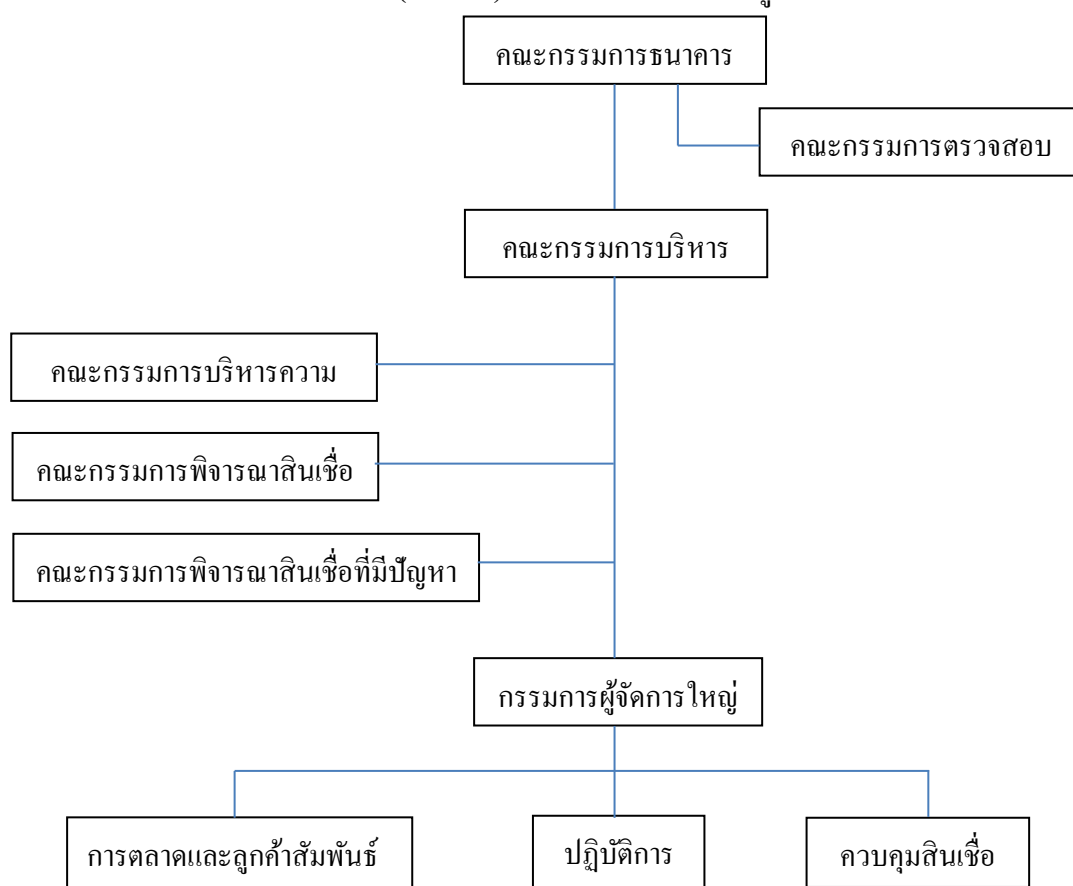 คณะกรรมการธนาคาร
คณะกรรมการตรวจสอบ
คณะกรรมการบริหาร
คณะกรรมการบริหารความ
คณะกรรมการพิจารณาสินเชื่อ
คณะกรรมการพิจารณาสินเชื่อที่มีปัญหา
กรรมการผู้จัดการใหญ่
การตลาดและลูกค้าสัมพันธ์
ปฏิบัติการ
ควบคุมสินเชื่อ